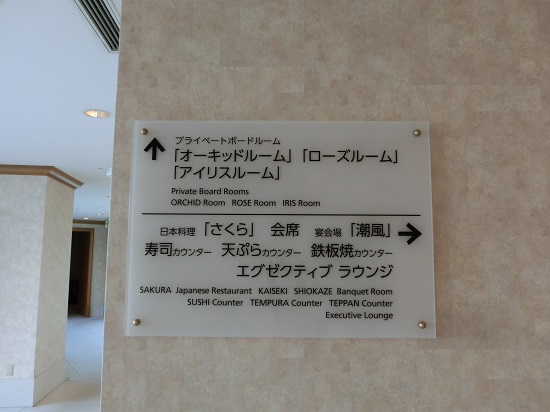 プライベートボードルーム
「オーキッドルーム」「ローズルーム」
「アイリスルーム」
Private Board Rooms
ORCHID Room ROSE Room IRIS Room
日本料理「さくら」 会席 宴会場「潮風」
寿司カウンター 天ぷらカウンター 鉄板焼カウンター
エグゼクティブ ラウンジ
SAKURA Japanese Restaurant KAISEKI SHIOKAZE Banquet Room
SUSHI Counter TEMPURA Counter TEPPAN Counter
Executive Lounge